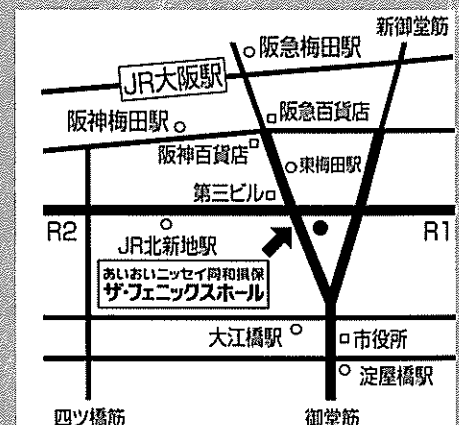 新御堂筋
阪急梅田駅
JR大阪駅
阪急百貨店
阪神梅田駅
阪神百貨店
東梅田駅
第三ビル
R2
R1
JR北新地駅
あいおいニッセイ同和損保
ザ・フェニックスホール
大江橋駅
市役所
淀屋橋駅
四ツ橋筋
御堂筋